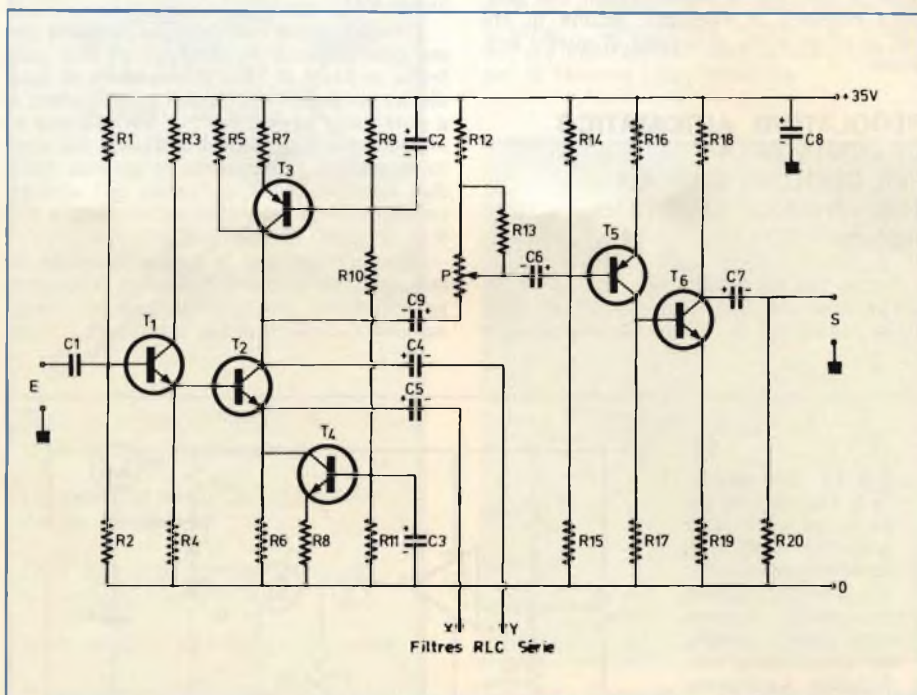 RÉGULATION AUTOMATIQUE
+35V
R1
R3
R5
R7
R9
C2
R12
R14
R16
R18
C8
T3
R13
T5
R10
P
C6
T6
C7
C9
T1
C1
T2
C4
S
E
C5
T4
R2
R4
R6
R8
R11
C3
R15
R17
R19
R20
0
X
Y
Filtres RLC Série